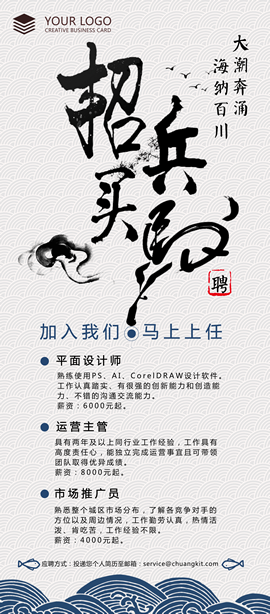 YOUR LOGO
CREATIVE BUSINESS CARD
大潮奔涌
海纳百川
招兵买马
聘
加入我们 马上上任
平面设计师
熟练使用PS、AI、CorelDRAW设计软件。
工作认真踏实、有很强的创新能力和创造能
力、不错的沟通交流能力。
薪资：6000元起。
运营主管
具有两年及以上同行业工作经验，工作具有
高度责任心，能独立完成运营事宜且可带领
团队取得优异成绩。
薪资：8000元起。
市场推广员
熟悉整个城区市场分布，了解各竞争对手的
方位以及周边情况，工作勤劳认真，热情活
泼、肯吃苦，工作经验不限。
薪资：4000元起。
应聘方式：投递您个人简历至邮箱：service@chuangkit.com